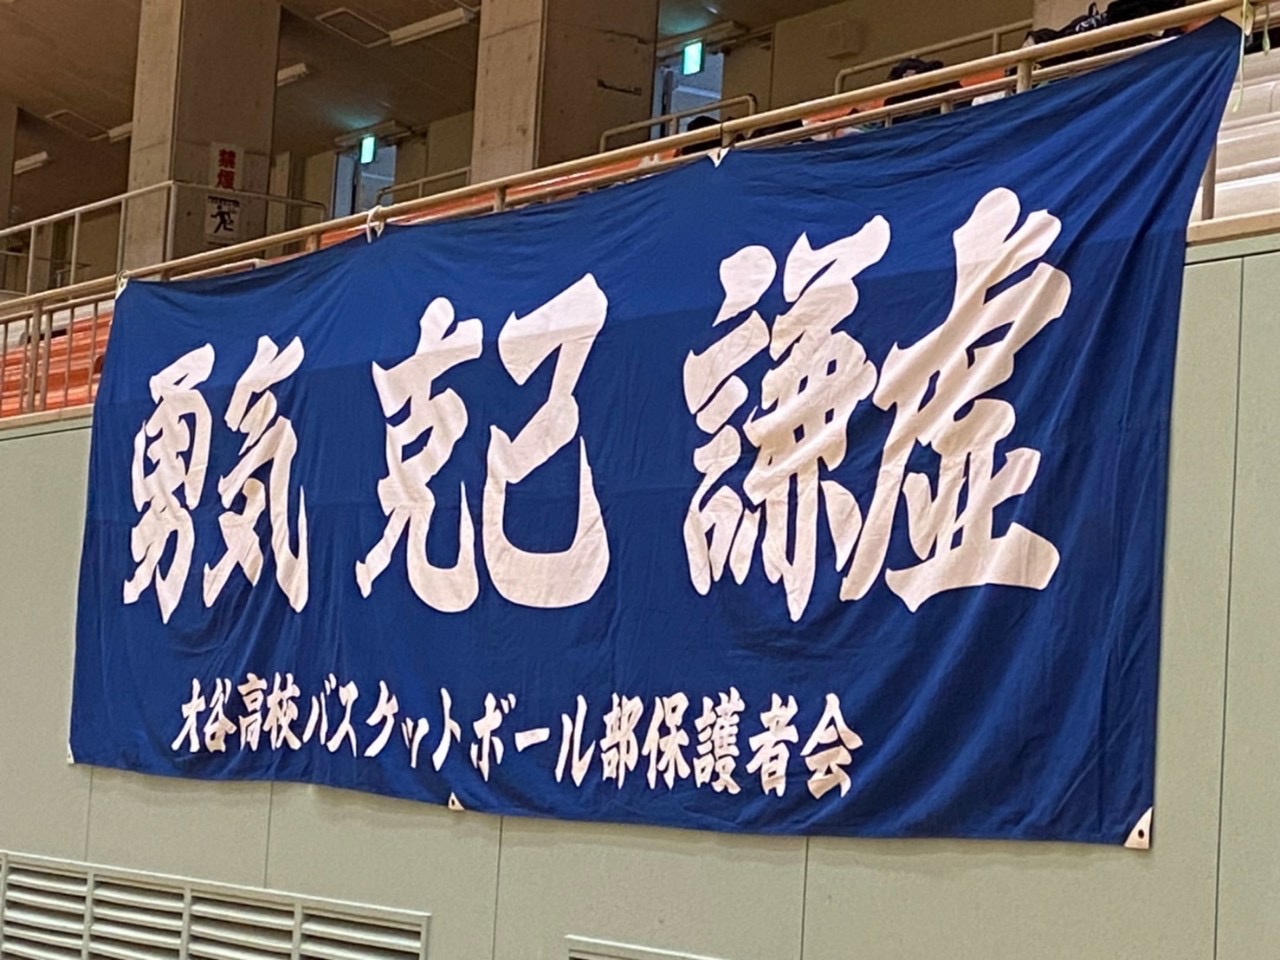 禁煙
勇気 克己 謙虚
才谷高校バスケットボール部保護者会